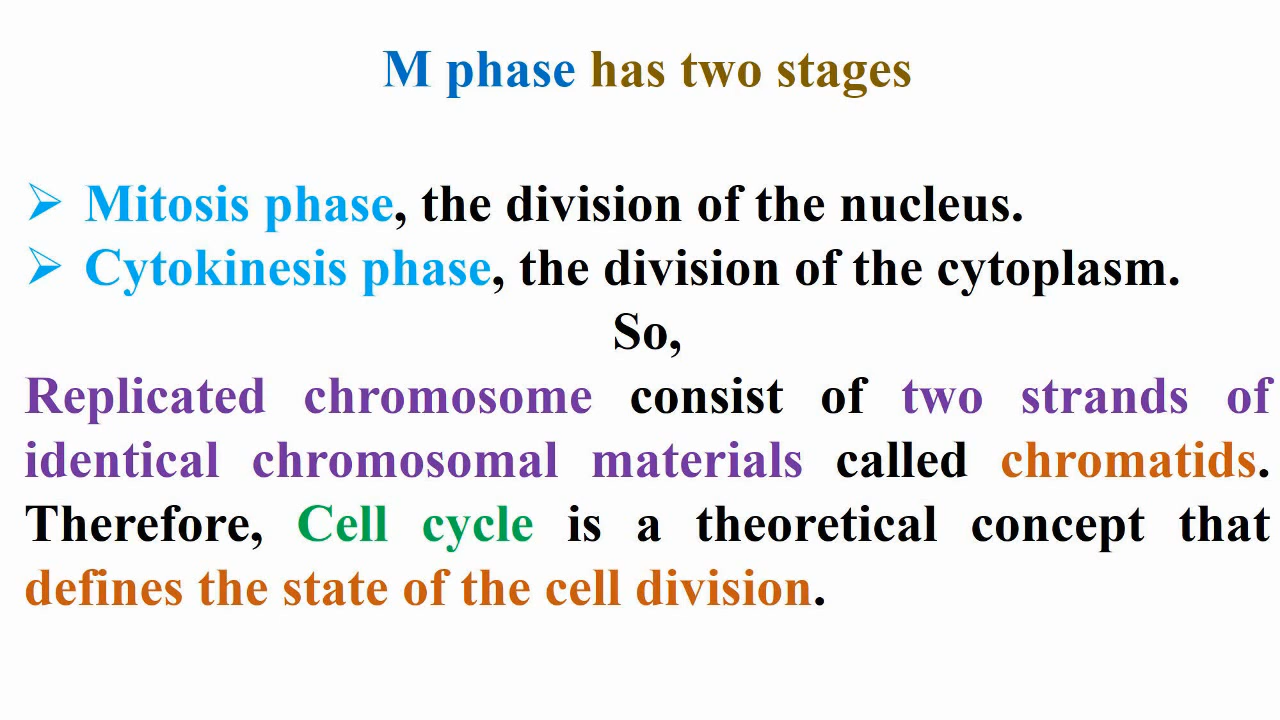 M phase has two stages
➢ Mitosis phase, the division of the nucleus.
➢ Cytokinesis phase, the division of the cytoplasm.
So,
Replicated chromosome consist of two strands of
identical chromosomal materials called chromatids.
Therefore, Cell cycle is a theoretical concept that
defines the state of the cell division.